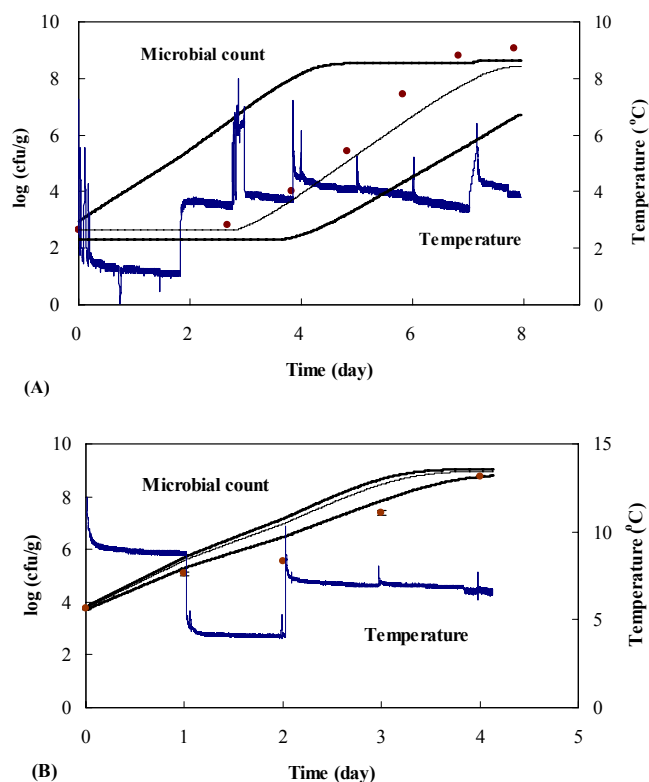 10
8
6
4
2
0
log (cfu/g)
Microbial count
Temperature
10
8
6
4
2
0
Temperature (°C)
0 2 4 6 8 10
Time (day)
(A)
10
8
6
4
2
0
log (cfu/g)
Microbial count
Temperature
15
10
5
0
Temperature (°C)
0 1 2 3 4 5
Time (day)
(B)